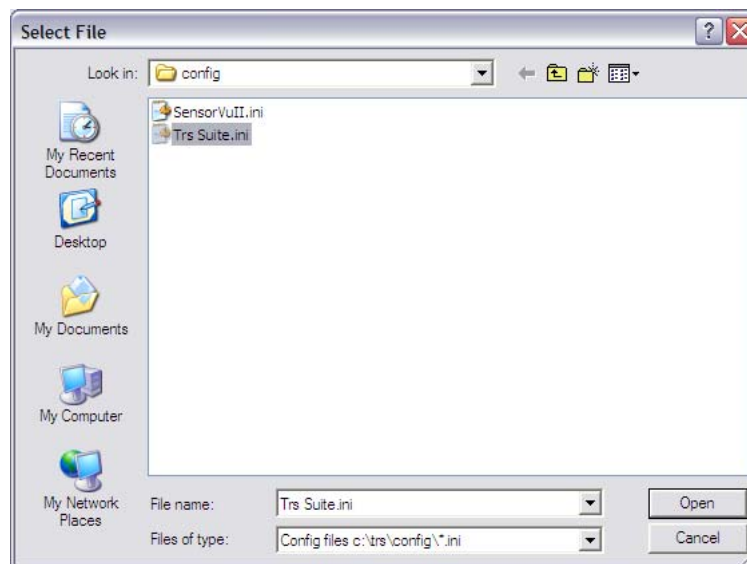 Select File
Look in:
config
SensorVuII.ini
Trs Suite.ini
My Recent
Documents
Desktop
My Documents
My Computer
My Network
Places
File name:
Trs Suite.ini
Open
Files of type:
Config files c:\trs\config\*.ini
Cancel